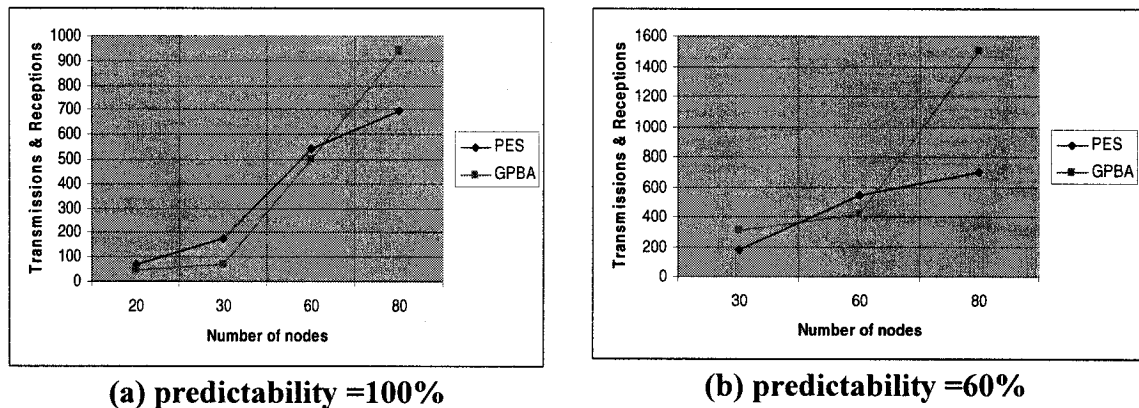 1000
900
800
700
600
500
400
300
200
100
0
Transmissions & Receptions
20 30 60 80
Number of nodes
PES
GPBA
(a) predictability =100%
1600
1400
1200
1000
800
600
400
200
0
Transmissions & Receptions
30 60 80
Number of nodes
PES
GPBA
(b) predictability =60%